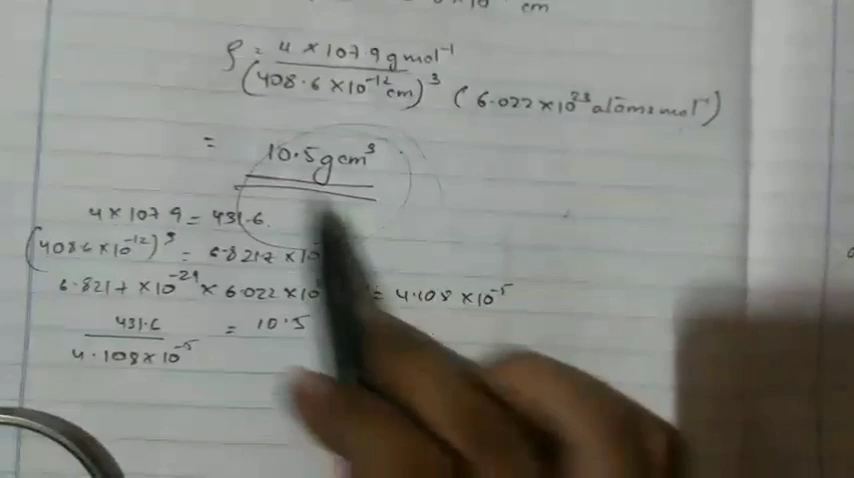 cm
ρ = 4 × 107.9 g mol⁻¹
(408.6 × 10⁻¹² cm)³ (6.022 × 10²³ atoms mol⁻¹)
= 10.5 g cm³
4 × 107 9 = 431.6.
(408 6 × 10⁻¹²)³ = 6.8217 × 10
6.8217 × 10⁻²⁹ × 6.022 × 10 = 4.108 × 10⁻⁵
431.6 = 10.5
4.108 × 10⁻⁵